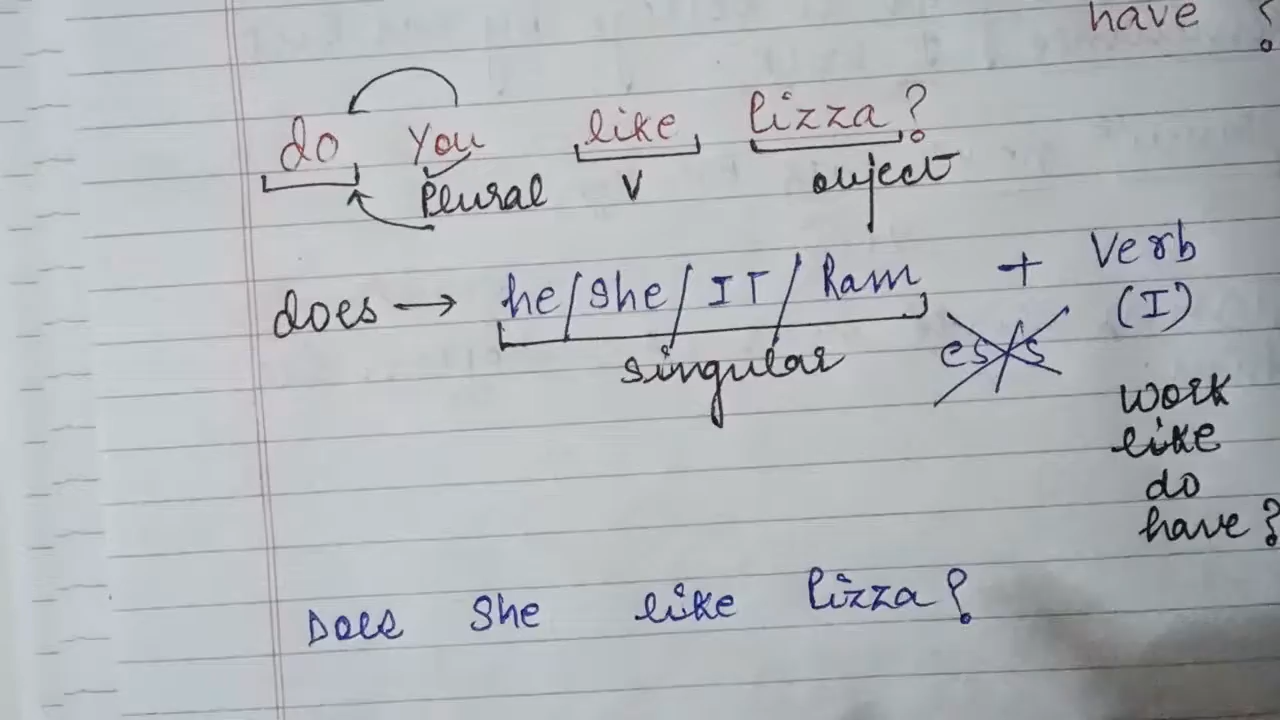 have ?
do you like Pizza?
Plural V object
does → he/She/IT/Ram + Verb
(I)
singular es/s
work
like
do
have?
Does She like Pizza?